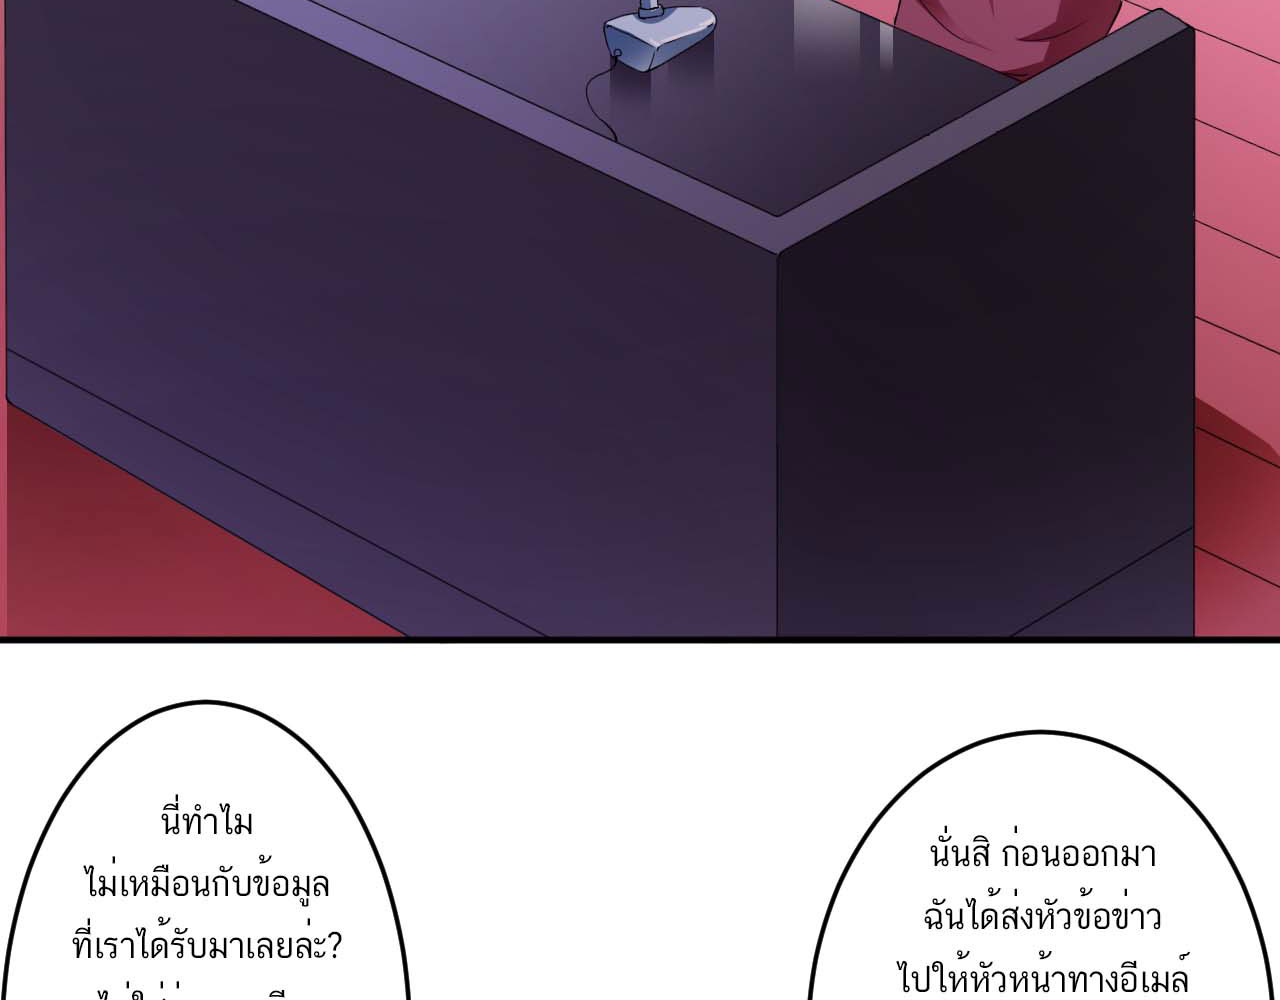 นี่ทำไม
ไม่เหมือนกับข้อมูล
ที่เราได้รับมาเลยล่ะ?
นั่นสิ ก่อนออกมา
ฉันได้ส่งหัวข้อข่าว
ไปให้หัวหน้าทางอีเมล์